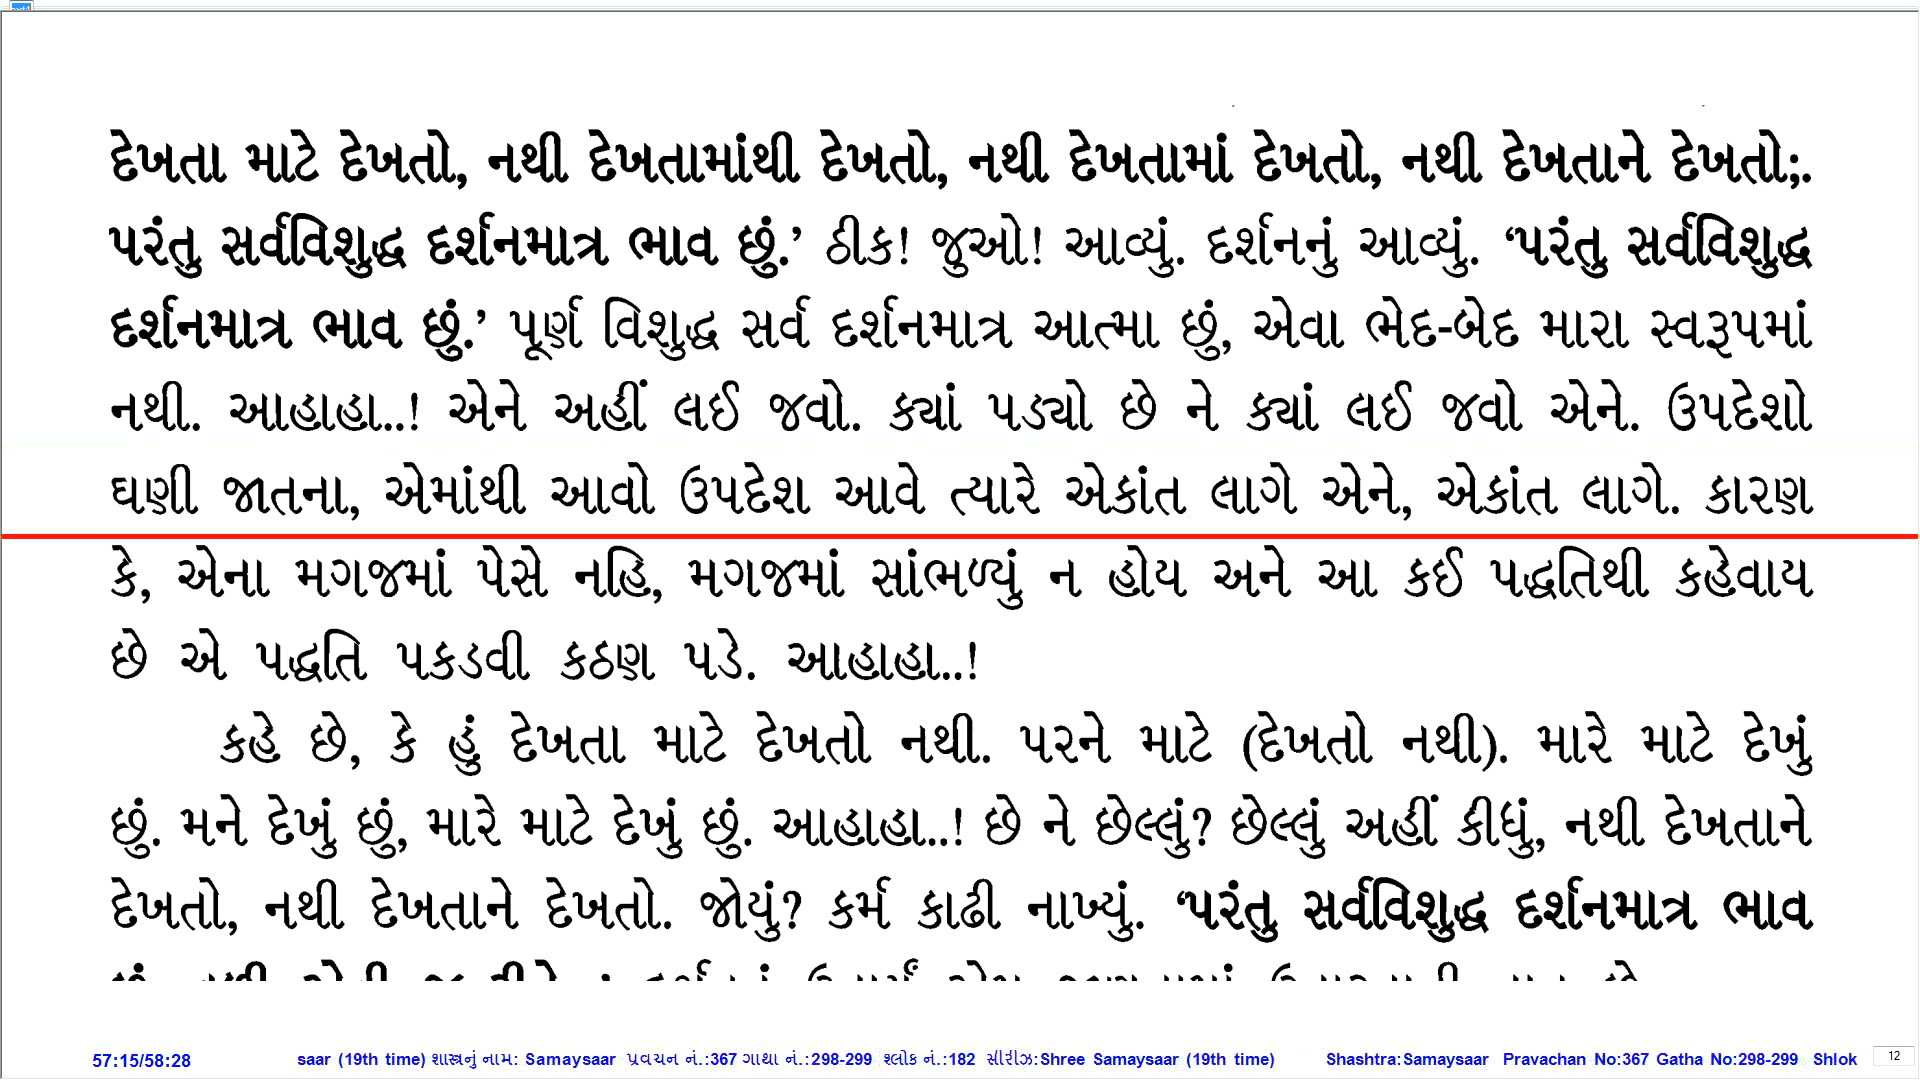 દેખતા માટે દેખતો, નથી દેખતામાંથી દેખતો, નથી દેખતામાં દેખતો, નથી દેખતાને દેખતો;.
પરંતુ સર્વવિશુદ્ધ દર્શનમાત્ર ભાવ છું.’ ઠીક! જુઓ! આવ્યું. દર્શનનું આવ્યું. ‘પરંતુ સર્વવિશુદ્ધ
દર્શનમાત્ર ભાવ છું.’ પૂર્ણ વિશુદ્ધ સર્વ દર્શનમાત્ર આત્મા છું, એવા ભેદ-બેદ મારા સ્વરૂપમાં
નથી. આહાહા..! એને અહીં લઈ જવો. ક્યાં પડ્યો છે ને ક્યાં લઈ જવો એને. ઉપદેશો
ઘણી જાતના, એમાંથી આવો ઉપદેશ આવે ત્યારે એકાંત લાગે એને, એકાંત લાગે. કારણ
કે, એના મગજમાં પેસે નહિ, મગજમાં સાંભળ્યું ન હોય અને આ કઈ પદ્ધતિથી કહેવાય
છે એ પદ્ધતિ પકડવી કઠણ પડે. આહાહા..!
કહે છે, કે હું દેખતા માટે દેખતો નથી. પરને માટે (દેખતો નથી). મારે માટે દેખું
છું. મને દેખું છું, મારે માટે દેખું છું. આહાહા..! છે ને છેલ્લું? છેલ્લું અહીં કીધું, નથી દેખતાને
દેખતો, નથી દેખતાને દેખતો. જોયું? કર્મ કાઢી નાખ્યું. ‘પરંતુ સર્વવિશુદ્ધ દર્શનમાત્ર ભાવ
57:15/58:28 saar (19th time) શાસ્ત્રનું નામ: Samaysaar પ્રવચન નં.:367 ગાથા નં.:298-299 શ્લોક નં.:182 સીરીઝ:Shree Samaysaar (19th time) Shashtra:Samaysaar Pravachan No:367 Gatha No:298-299 Shlok 12